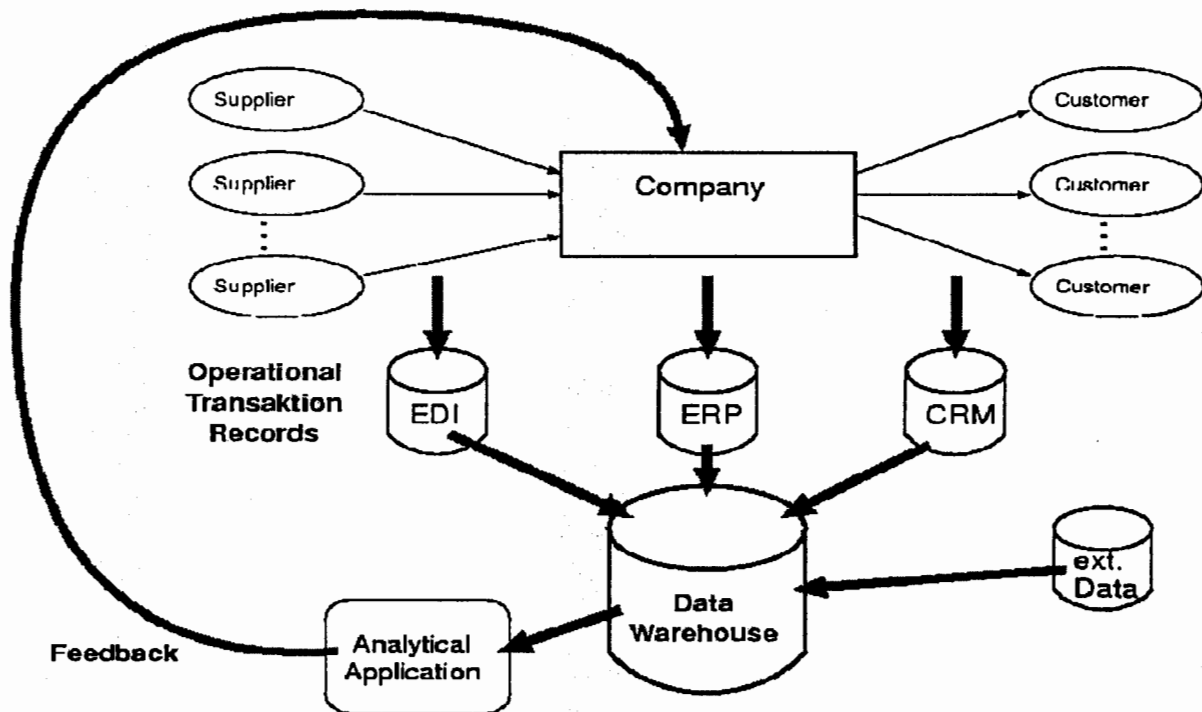 Supplier
Customer
Supplier
Company
Customer
Supplier
Customer
Operational
Transaktion
Records
EDI
ERP
CRM
ext.
Data
Data
Warehouse
Feedback
Analytical
Application